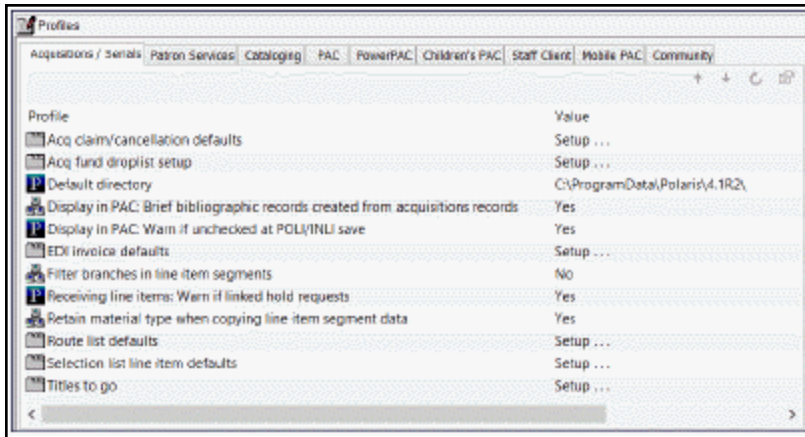 Profiles
Acquisitions / Serials Patron Services Cataloging PAC PowerPAC Children's PAC Staff Client Mobile PAC Community
Profile Value
Acq claim/cancellation defaults Setup ...
Acq fund droplist setup Setup ...
Default directory C:\ProgramData\Polaris\4.1R2\
Display in PAC: Brief bibliographic records created from acquisitions records Yes
Display in PAC: Warn if unchecked at POLI/INLI save Yes
EDI invoice defaults Setup ...
Filter branches in line item segments No
Receiving line items: Warn if linked hold requests Yes
Retain material type when copying line item segment data Yes
Route list defaults Setup ...
Selection list line item defaults Setup ...
Titles to go Setup ...